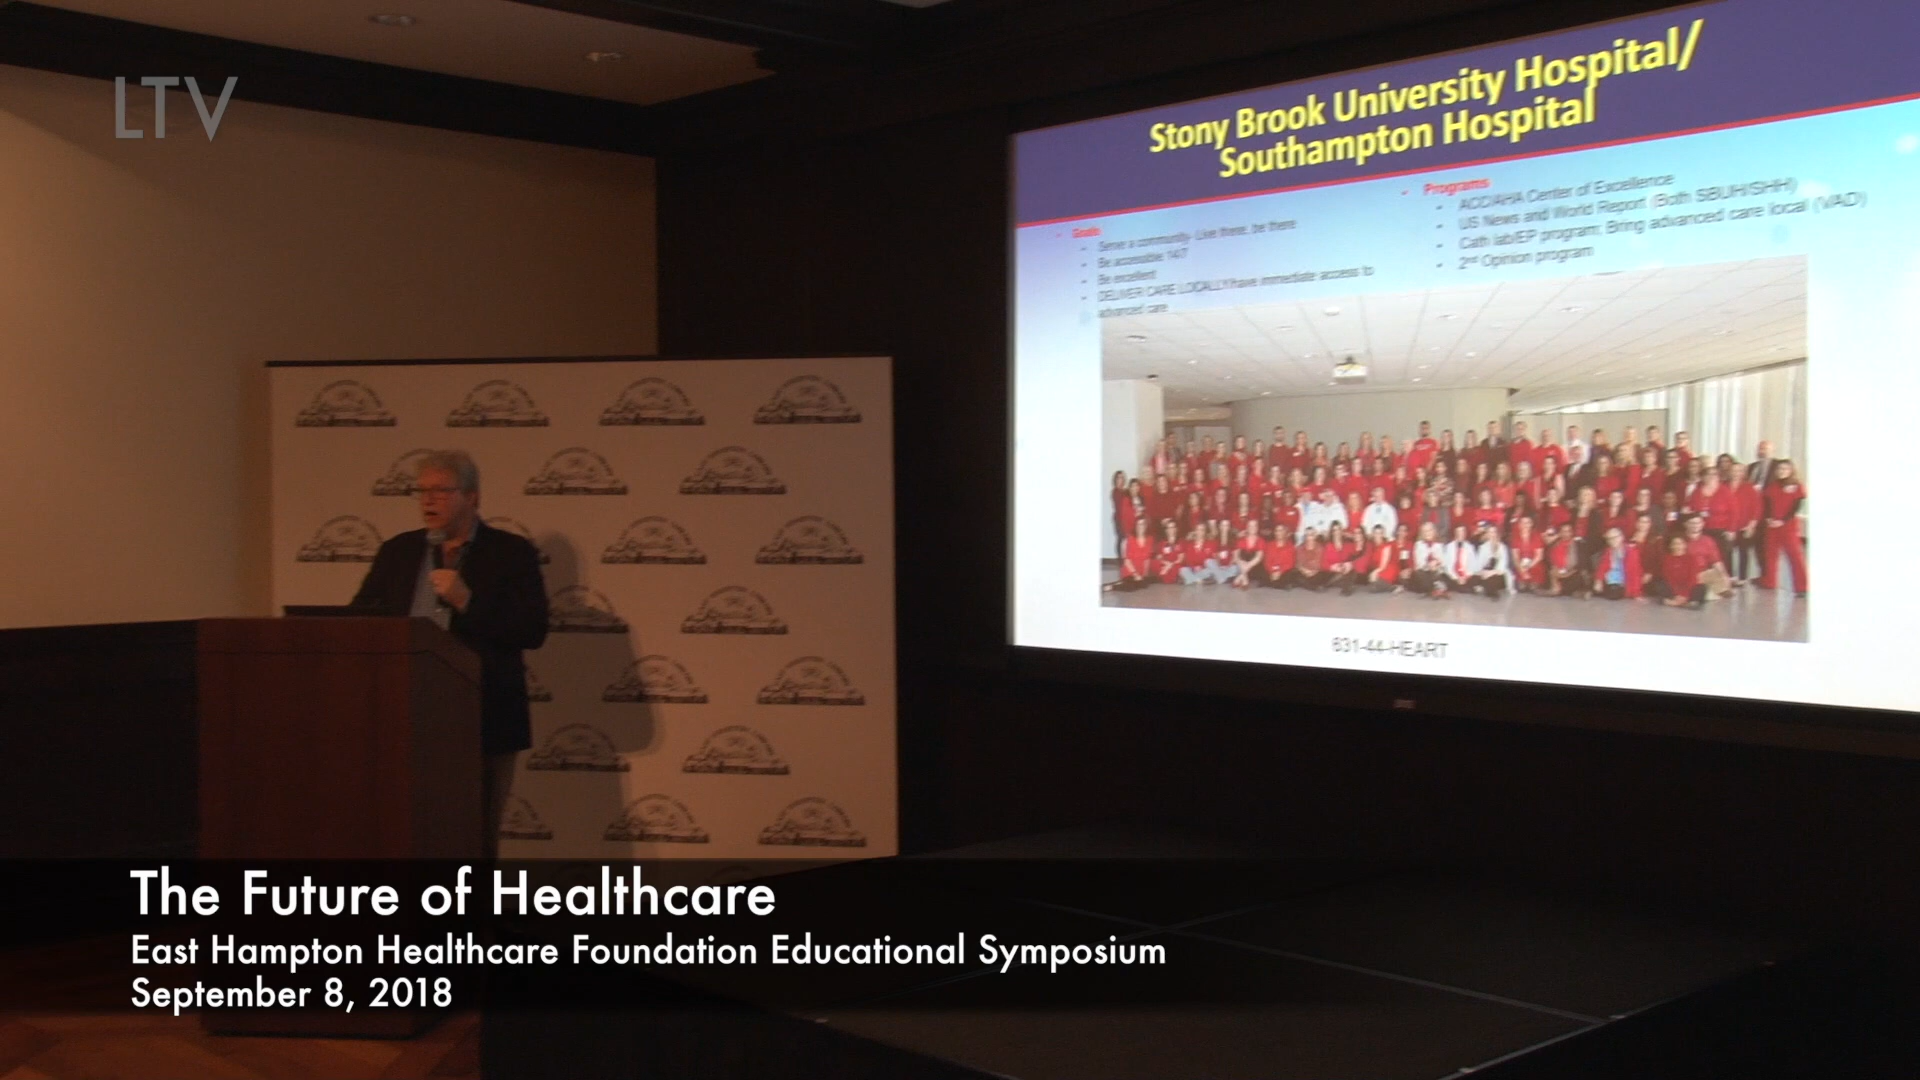 LTV
Stony Brook University Hospital/
Southampton Hospital
Goals
Serve a community- Live there, be there
Be accessible 14/7
Be excellent
DELIVER CARE LOCALLY/have immediate access to
advanced care
Programs
ACC/AHA Center of Excellence
US News and World Report (Both SBUH/SHH)
Cath lab/EP program; Bring advanced care local (VAD)
2nd Opinion program
631-44-HEART
The Future of Healthcare
East Hampton Healthcare Foundation Educational Symposium
September 8, 2018